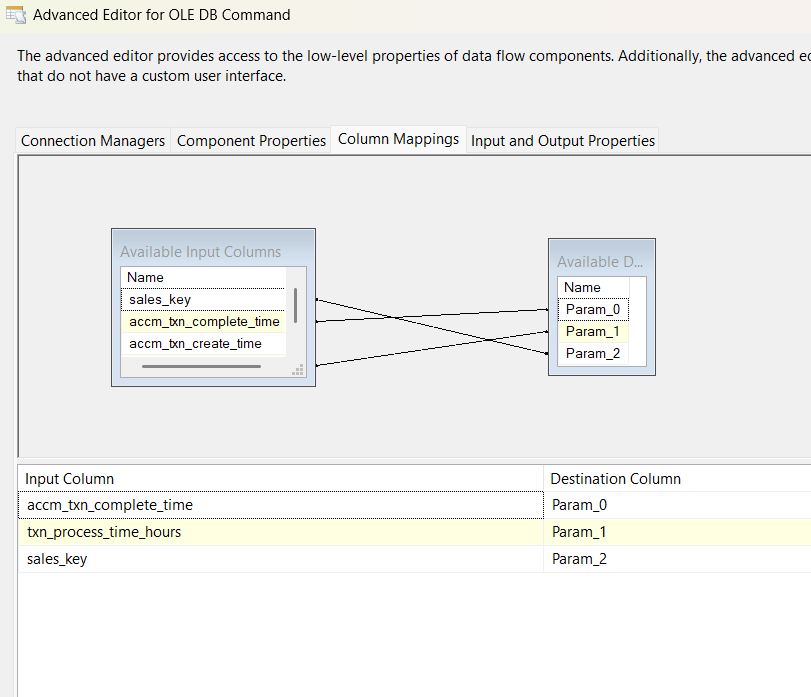 Advanced Editor for OLE DB Command
The advanced editor provides access to the low-level properties of data flow components. Additionally, the advanced
that do not have a custom user interface.
Connection Managers Component Properties Column Mappings Input and Output Properties
Available Input Columns
Name
sales_key
accm_txn_complete_time
accm_txn_create_time
Available D...
Name
Param_0
Param_1
Param_2
Input Column Destination Column
accm_txn_complete_time Param_0
txn_process_time_hours Param_1
sales_key Param_2